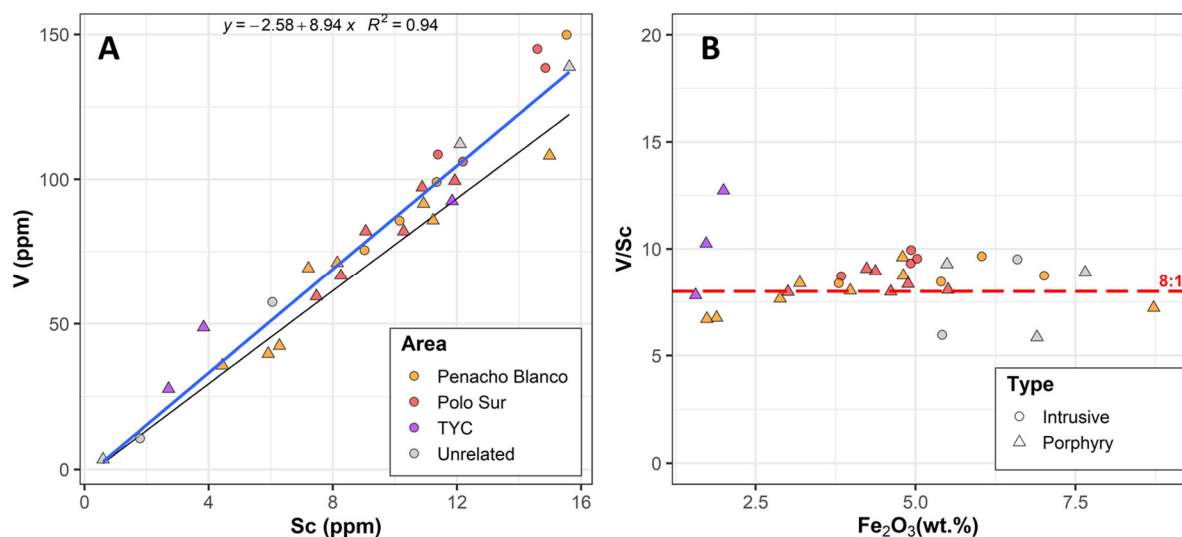 y = −2.58 + 8.94 x R² = 0.94
A
150
100
50
0
V (ppm)
0
4
8
12
16
Sc (ppm)
Area
Penacho Blanco
Polo Sur
TYC
Unrelated
B
20
15
10
5
0
V/Sc
8:1
2.5
5.0
7.5
Fe₂O₃(wt.%)
Type
Intrusive
Porphyry